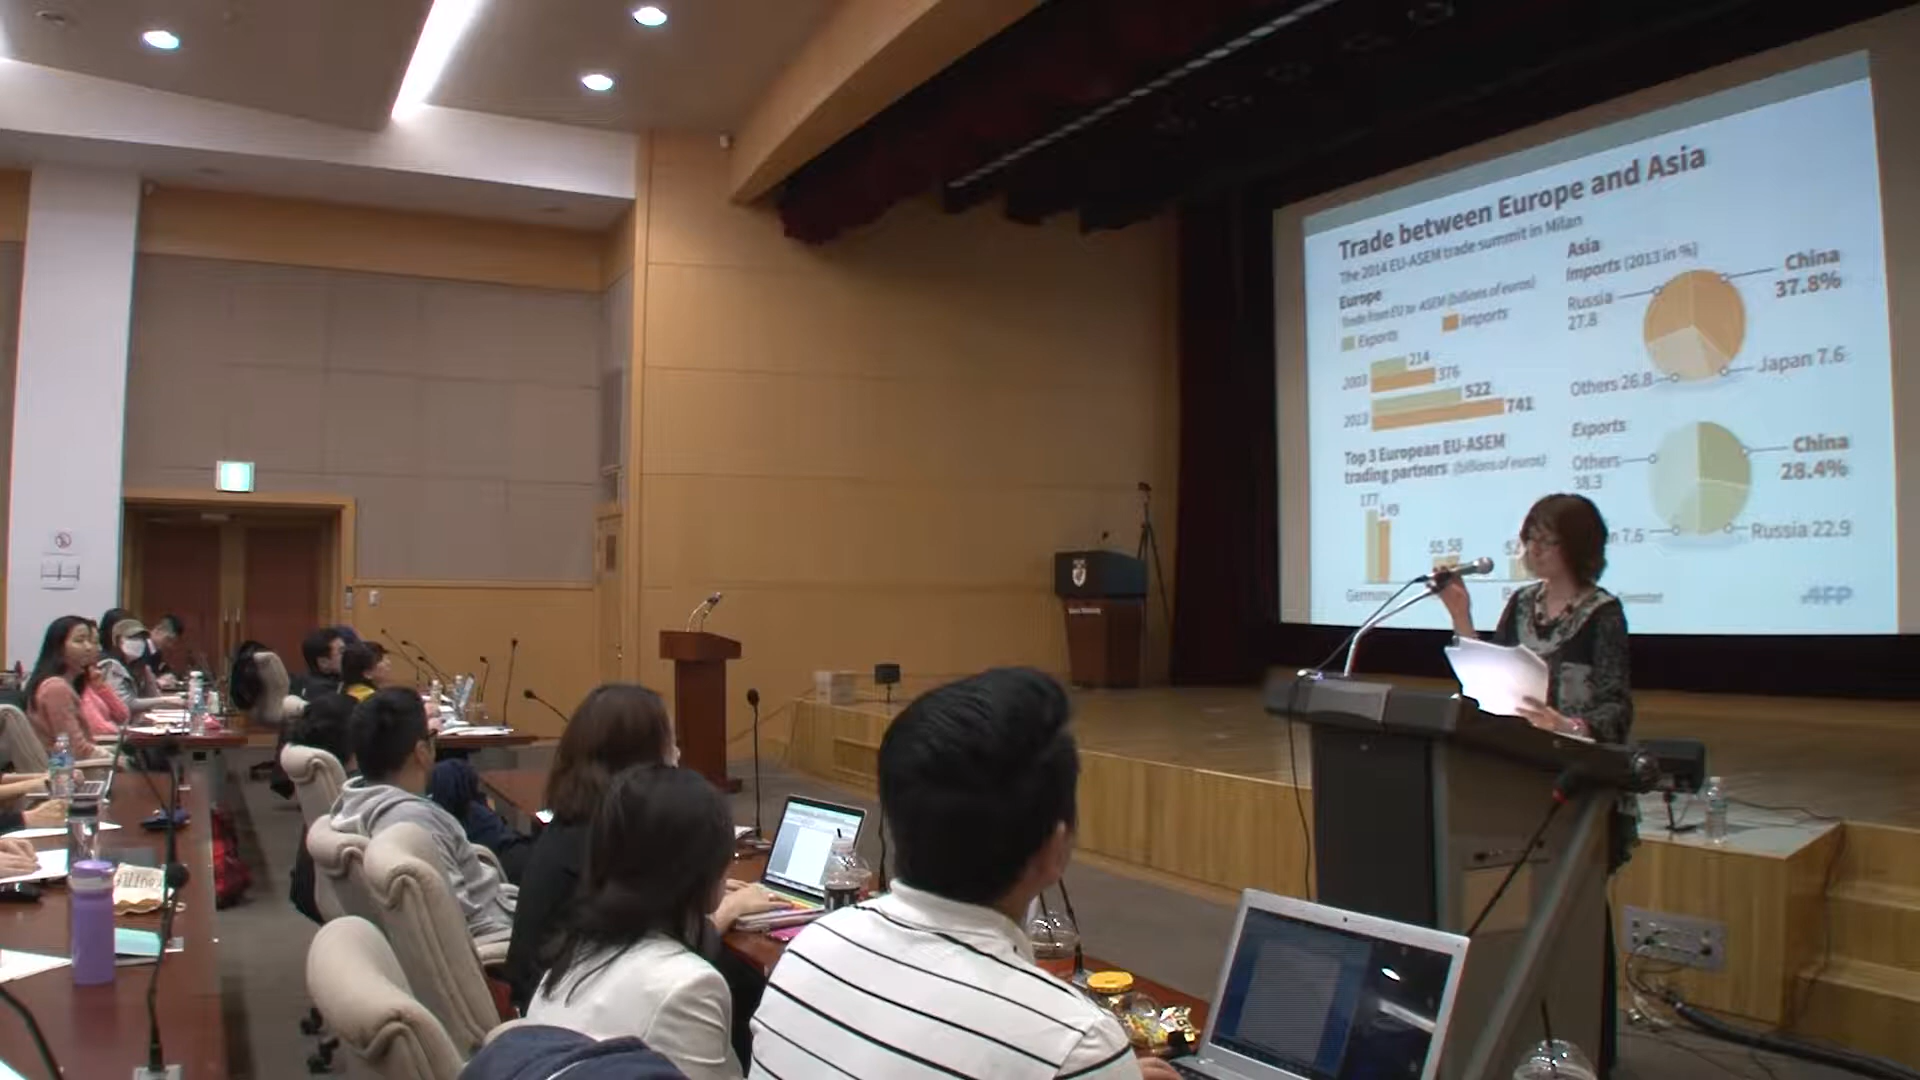 Trade between Europe and Asia
The 2014 EU-ASEM trade summit in Milan
Europe
Trade from EU to ASEM (billions of euros)
Exports
Imports
2003
214
376
2013
522
741
Top 3 European EU-ASEM
trading partners (billions of euros)
177
149
55 58
Asia
Imports (2013 in %)
China
37.8%
Russia
27.8
Japan 7.6
Others 26.8
Exports
China
28.4%
Others
38.3
7.6
Russia 22.9
AFP